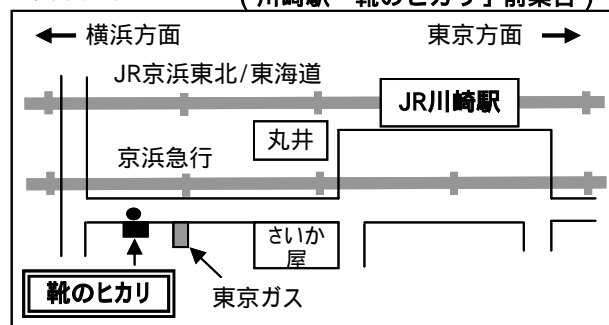 (川崎駅 靴のヒカリ」前集合)
横浜方面
東京方面
JR京浜東北/東海道
JR川崎駅
丸井
京浜急行
さいか
屋
靴のヒカリ
東京ガス